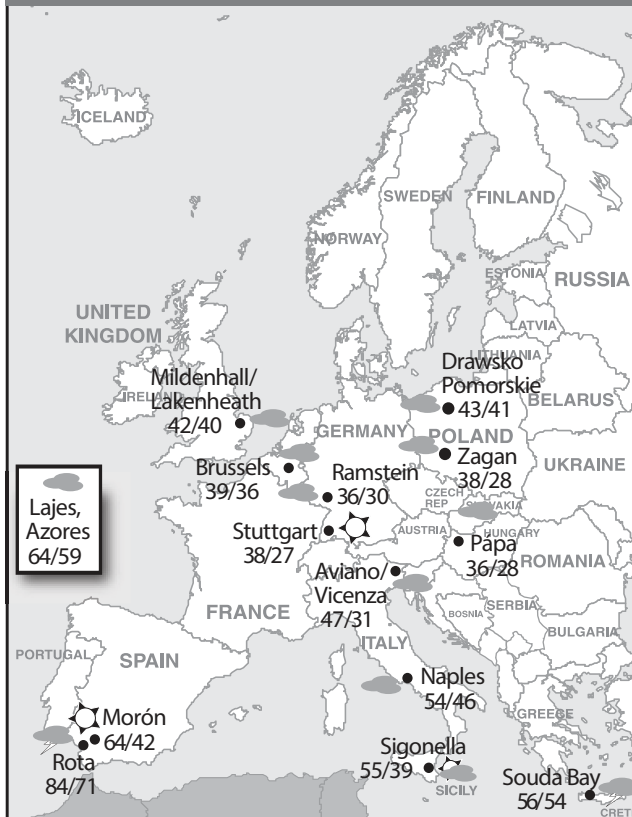 ICELAND
SWEDEN
FINLAND
NORWAY
ESTONIA
RUSSIA
UNITED
KINGDOM
LATVIA
LITHUANIA
Drawsko
Pomorskie
43/41
Mildenhall/
Lakenheath
42/40
IRELAND
BELARUS
GERMANY
POLAND
Zagan
38/28
Brussels
39/36
Ramstein
36/30
UKRAINE
CZECH
REP
SLOVAKIA
Lajes,
Azores
64/59
Stuttgart
38/27
AUSTRIA
HUNGARY
Pápa
36/28
ROMANIA
Aviano/
Vicenza
47/31
FRANCE
BOSNIA
SERBIA
BULGARIA
ITALY
PORTUGAL
SPAIN
Naples
54/46
GREECE
Morón
64/42
Rota
84/71
Sigonella
55/39
SICILY
Souda Bay
56/54
CRET